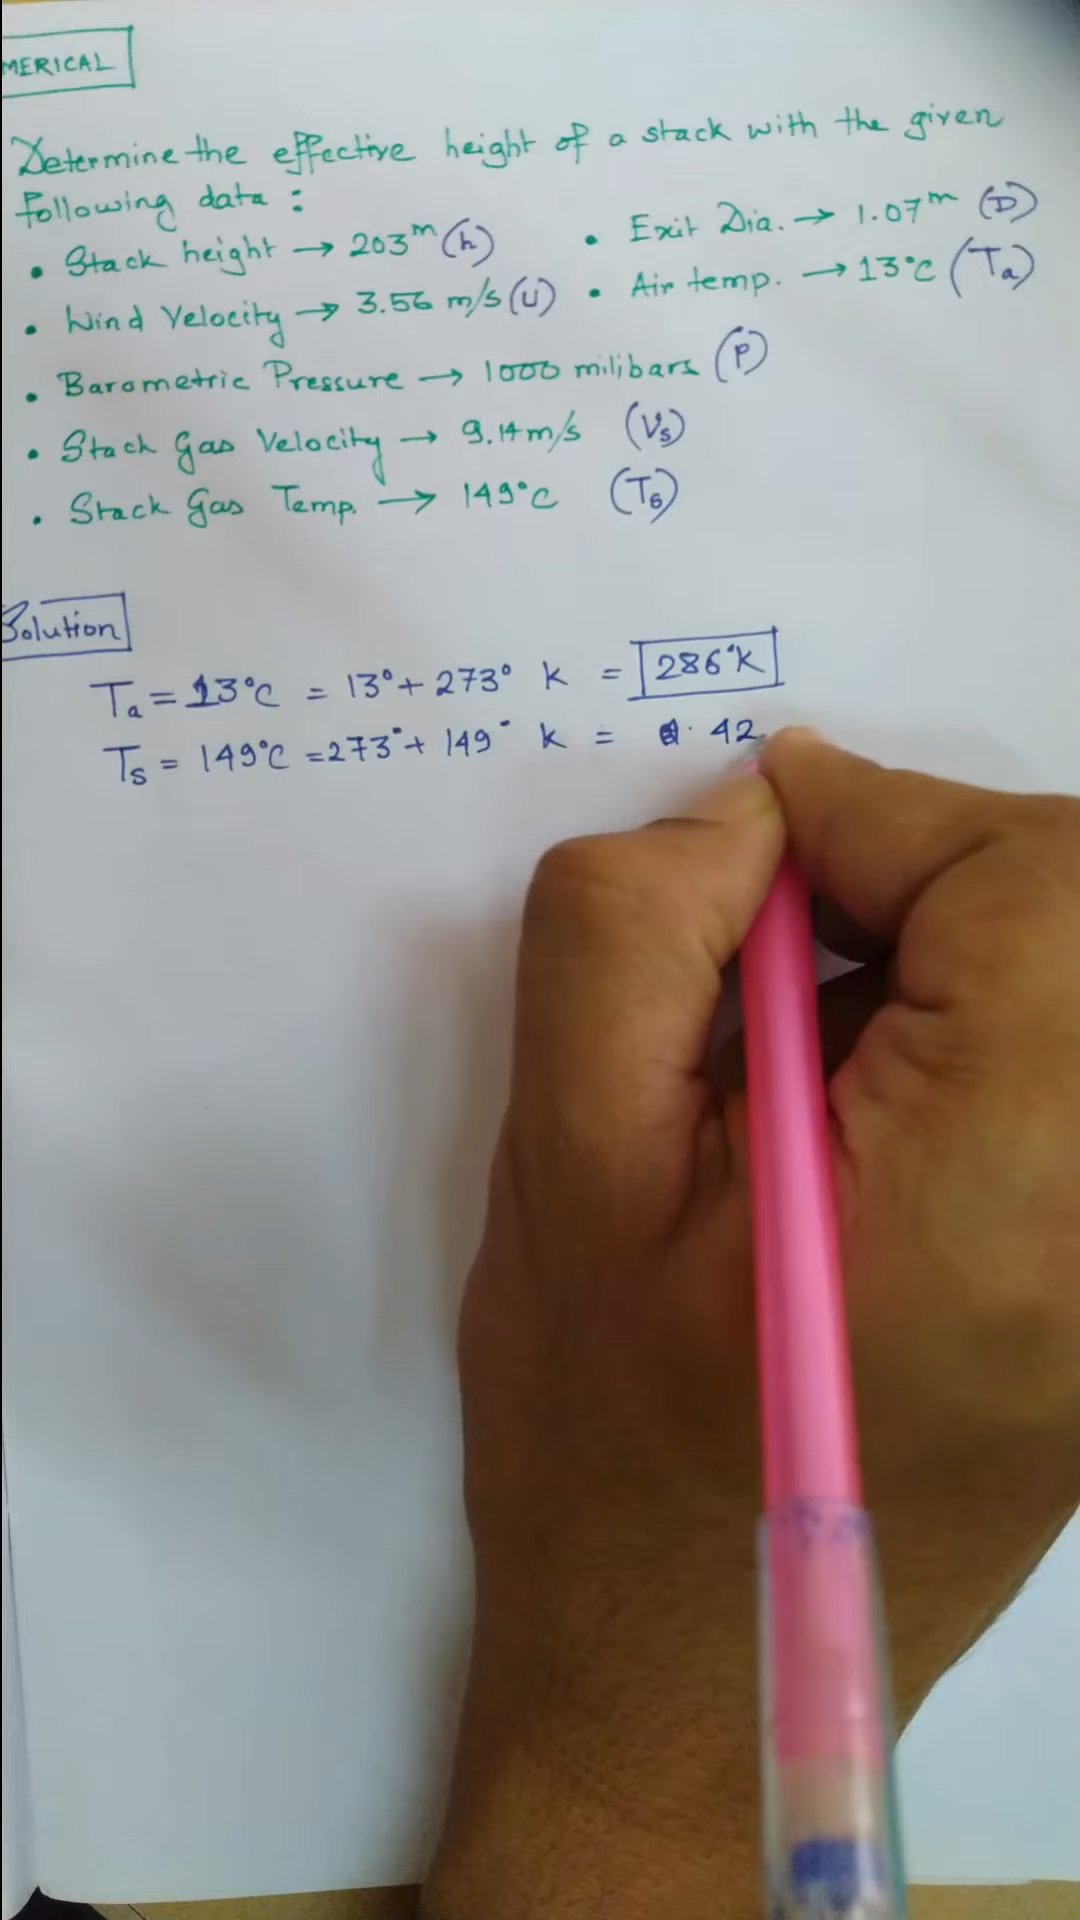 MERICAL
Determine the effective height of a stack with the given
following data :
• Stack height → 203m (h) • Exit Dia. → 1.07m (D)
• Wind Velocity → 3.56 m/s (U) • Air temp. → 13°C (Ta)
• Barometric Pressure → 1000 milibars (P)
• Stack Gas Velocity → 9.14 m/s (Vs)
• Stack Gas Temp. → 149°C (Ts)
Solution
Ta = 13°C = 13° + 273° K = 286°K
Ts = 149°C = 273° + 149° K = 42